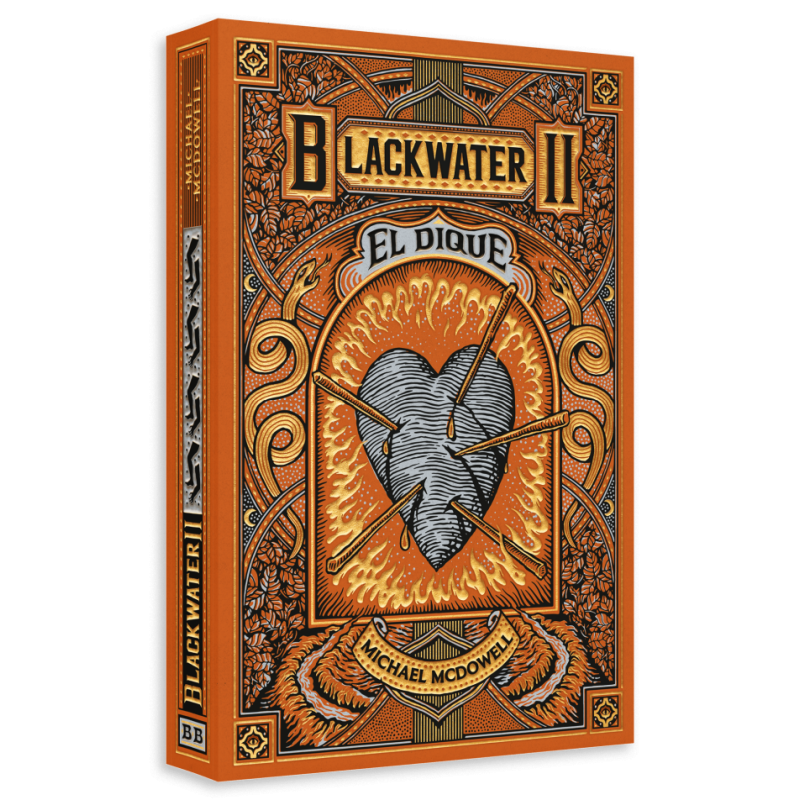 BLACKWATER II
EL DIQUE
MICHAEL MCDOWELL
·MICHAEL·
·MCDOWELL·
BLACKWATER II
BB